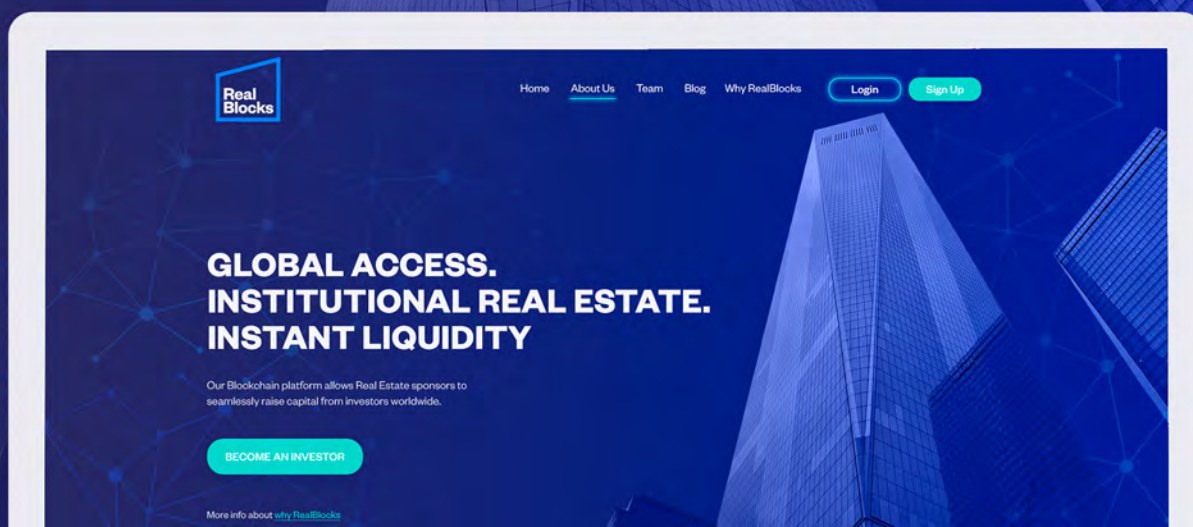 Real
Blocks
Home About Us Team Blog Why RealBlocks Login Sign Up
GLOBAL ACCESS.
INSTITUTIONAL REAL ESTATE.
INSTANT LIQUIDITY
Our Blockchain platform allows Real Estate sponsors to
seamlessly raise capital from investors worldwide.
BECOME AN INVESTOR
More info about why RealBlocks